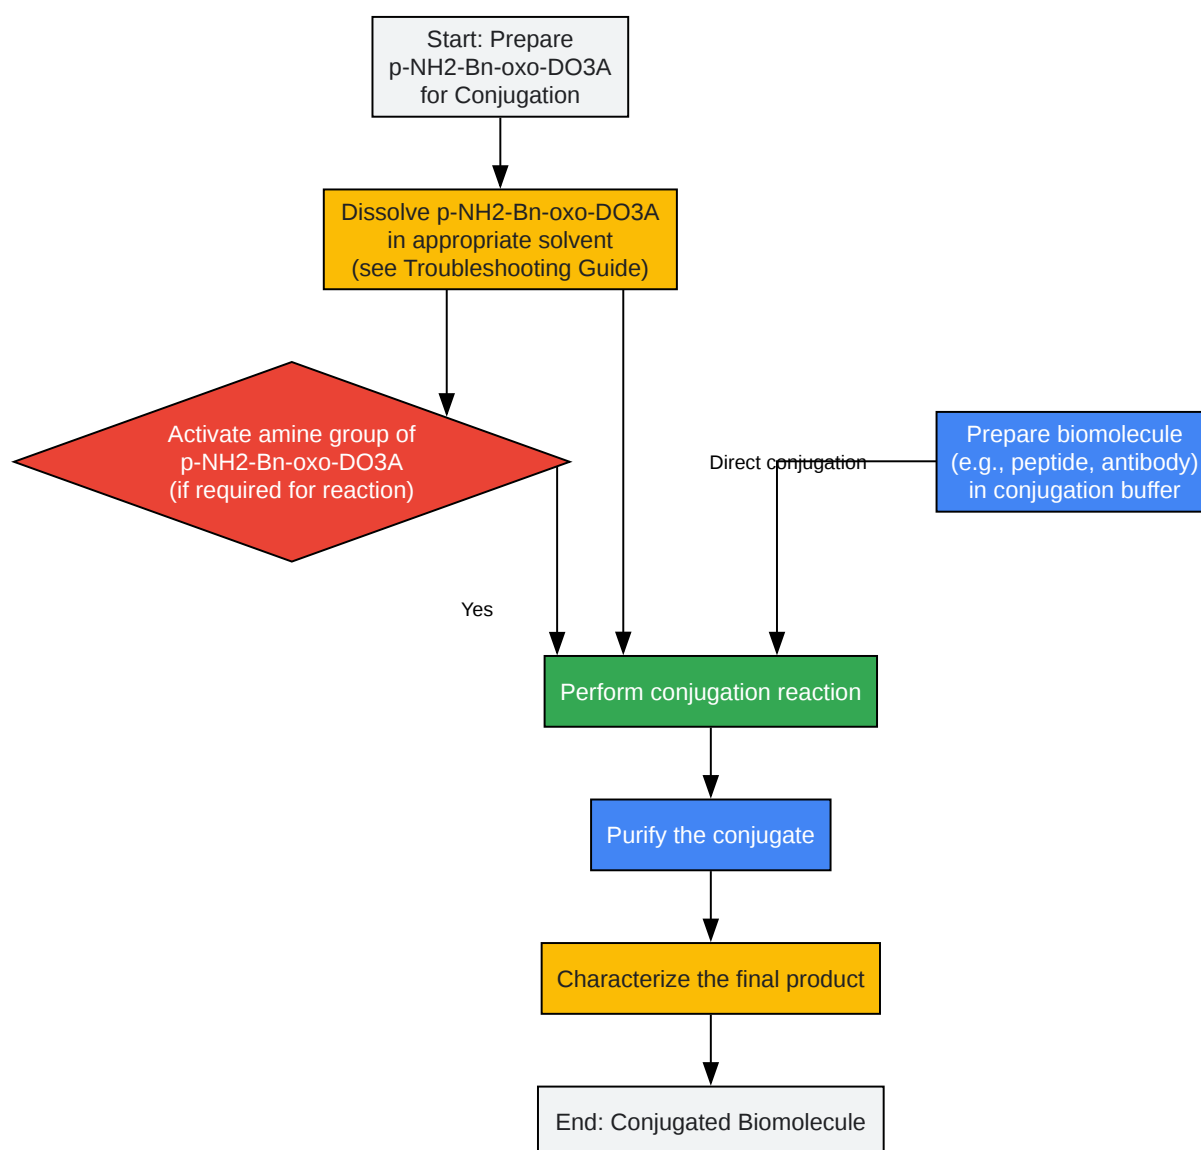 Start: Prepare
p-NH2-Bn-oxo-DO3A
for Conjugation
Dissolve p-NH2-Bn-oxo-DO3A
in appropriate solvent
(see Troubleshooting Guide)
Activate amine group of
p-NH2-Bn-oxo-DO3A
(if required for reaction)
Direct conjugation
Prepare biomolecule
(e.g., peptide, antibody)
in conjugation buffer
Yes
Perform conjugation reaction
Purify the conjugate
Characterize the final product
End: Conjugated Biomolecule